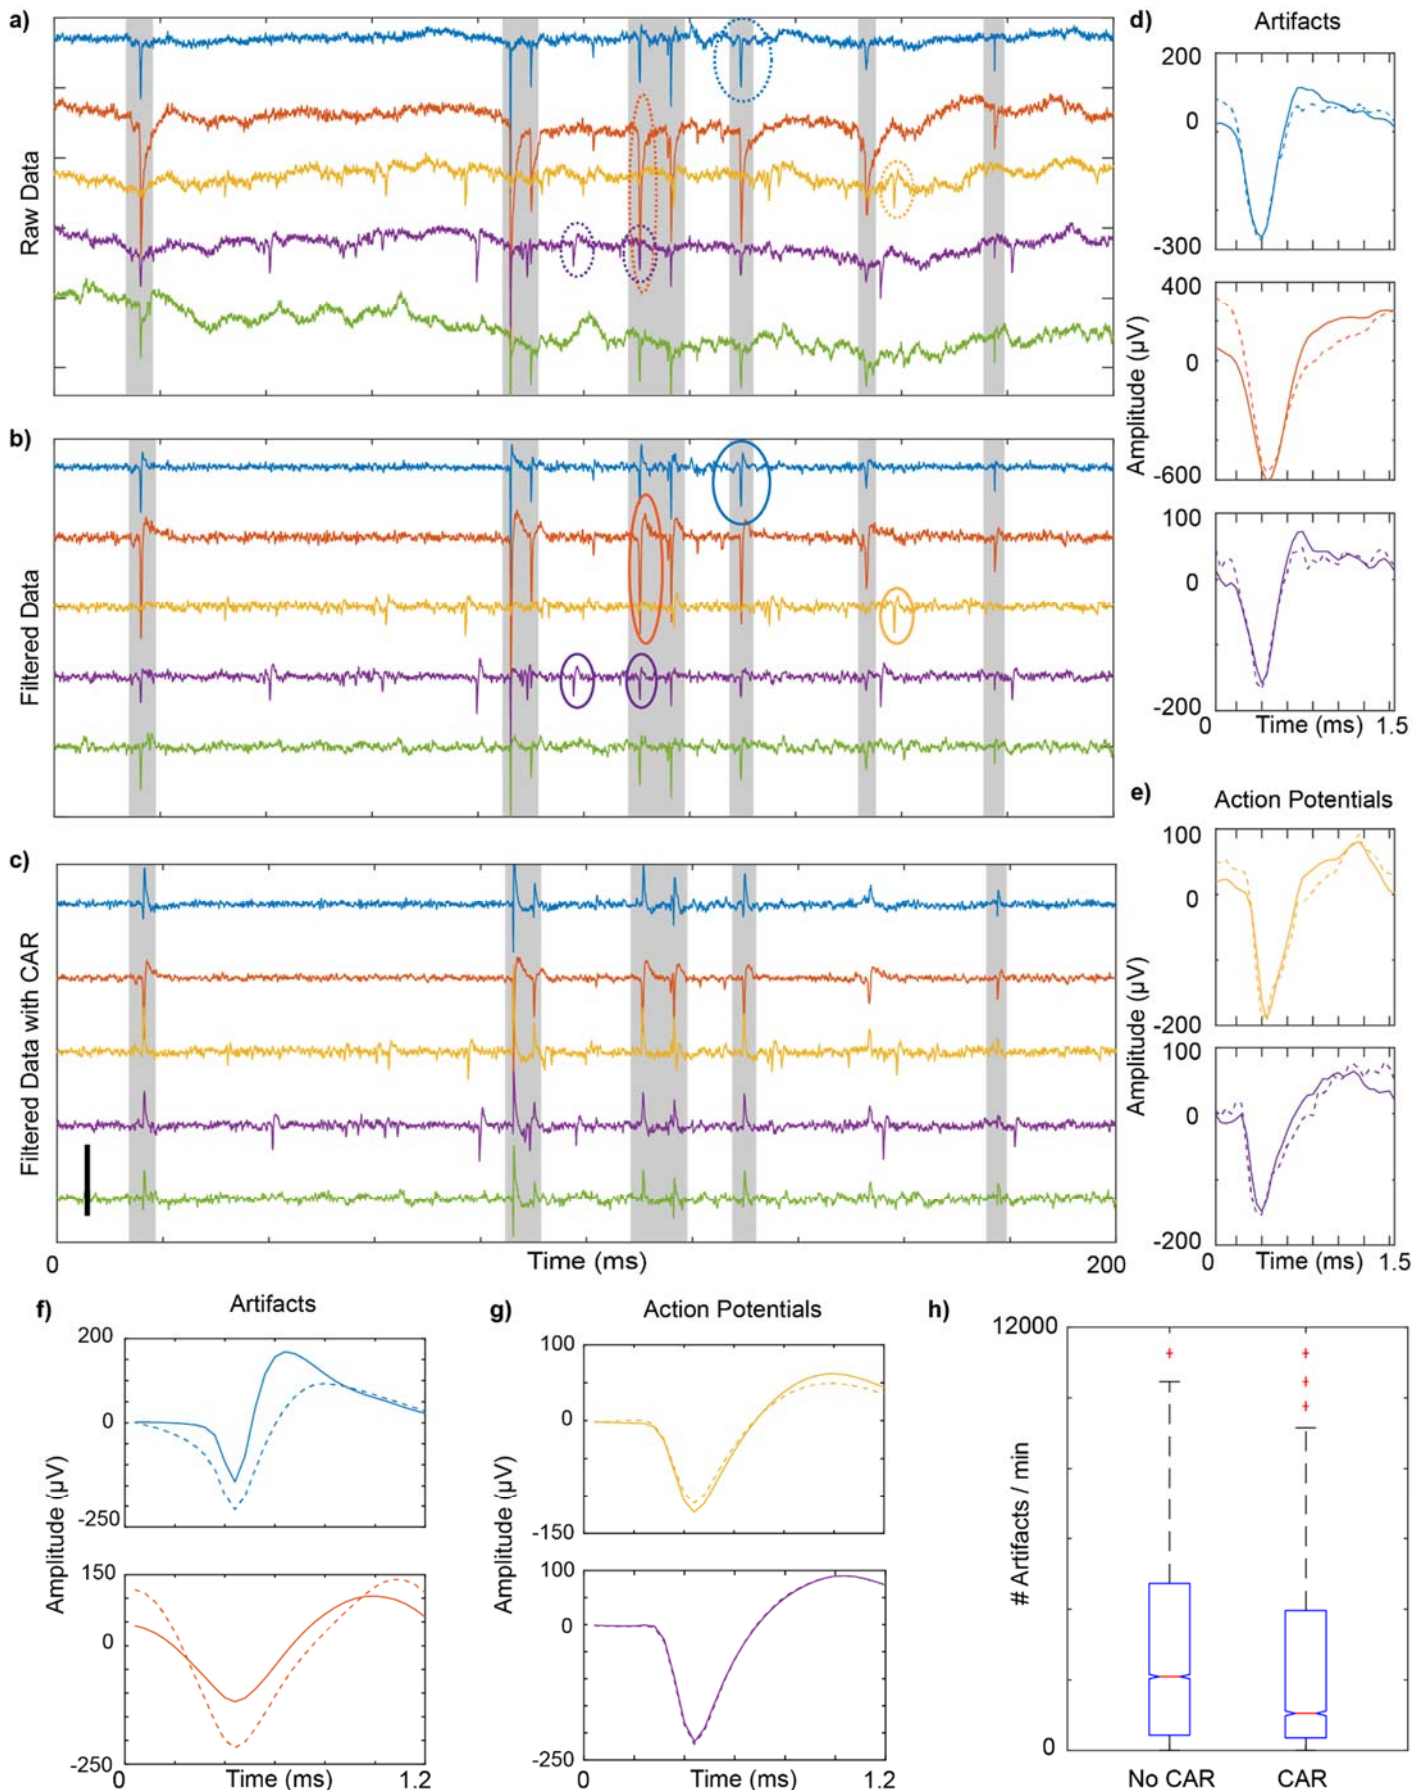 a)
Raw Data
b)
Filtered Data
c)
Filtered Data with CAR
0
Time (ms)
200
d)
Artifacts
200
0
-300
400
0
-600
100
0
-200
Amplitude (µV)
0
Time (ms)
1.5
e)
Action Potentials
100
0
-200
100
0
-200
Amplitude (µV)
0
Time (ms)
1.5
f)
Artifacts
200
0
-250
150
0
-250
Amplitude (µV)
0
Time (ms)
1.2
g)
Action Potentials
100
0
-150
100
0
-250
Amplitude (µV)
0
Time (ms)
1.2
h)
12000
# Artifacts / min
0
No CAR
CAR